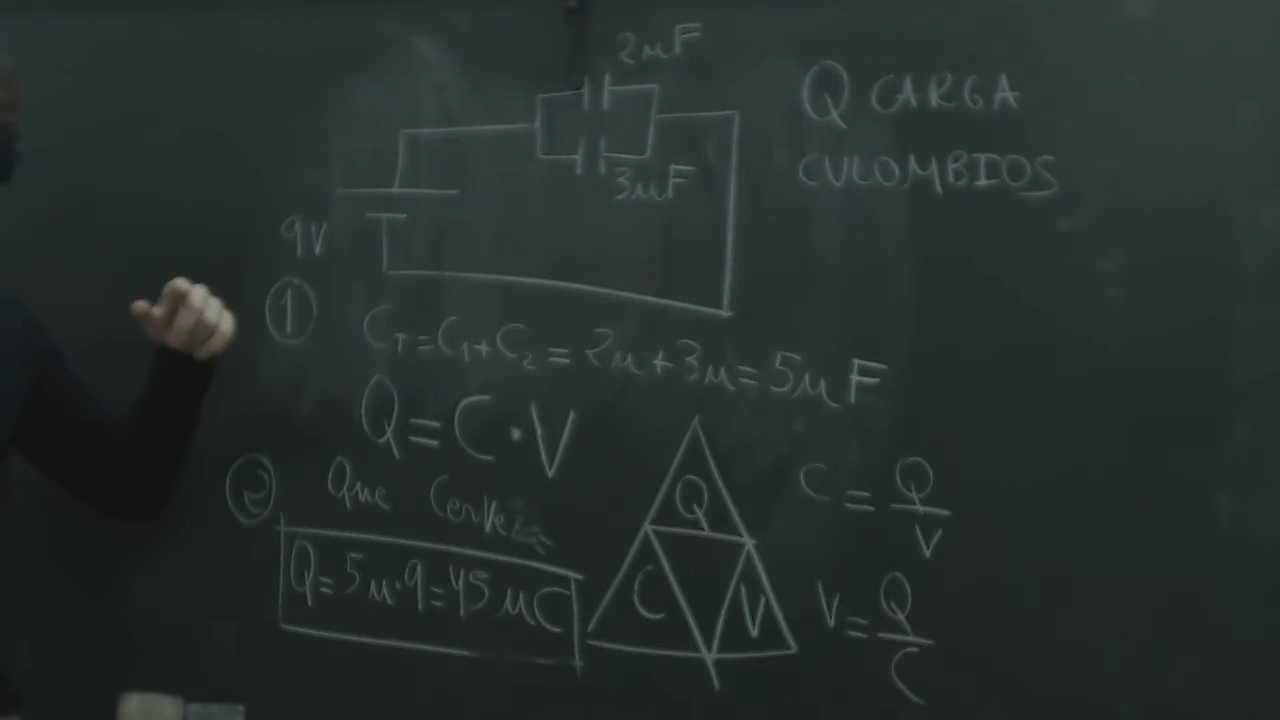 2μF
3μF
9V
Q CARGA
CULOMBIOS
① C_T=C_1+C_2=2μ+3μ=5μF
Q=C·V
② Que Cerveza
Q=5μ·9=45μC
Q
C V
C=Q/V
V=Q/C